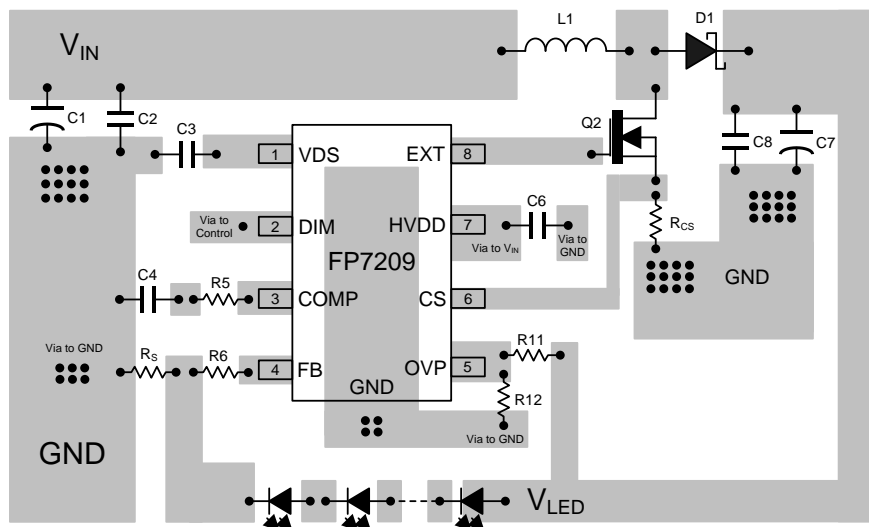 L1
D1
VIN
C1
C2
C3
Q2
C8
C7
1
VDS
EXT
8
Via to
Control
2
DIM
HVDD
7
C6
Via to VIN
Via to
GND
RCS
FP7209
C4
R5
3
COMP
CS
6
GND
Via to GND
RS
R6
4
FB
OVP
5
R11
GND
R12
Via to GND
GND
VLED